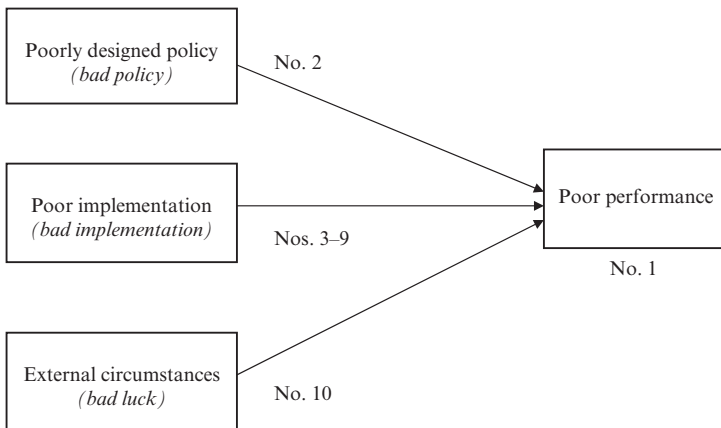 Poorly designed policy
(bad policy)
No. 2
Poor implementation
(bad implementation)
Nos. 3–9
Poor performance
No. 1
External circumstances
(bad luck)
No. 10